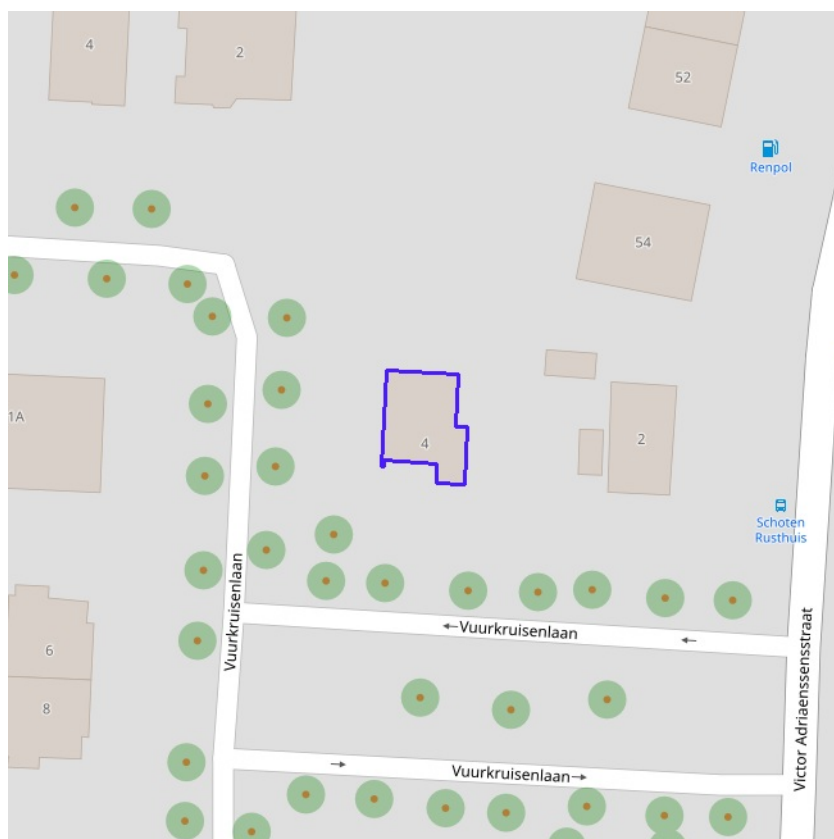 4
2
52
Renpol
54
1A
4
2
Schoten
Rusthuis
Vuurkruisenlaan
←Vuurkruisenlaan
←
6
8
Victor Adriaenssensstraat
→
Vuurkruisenlaan→